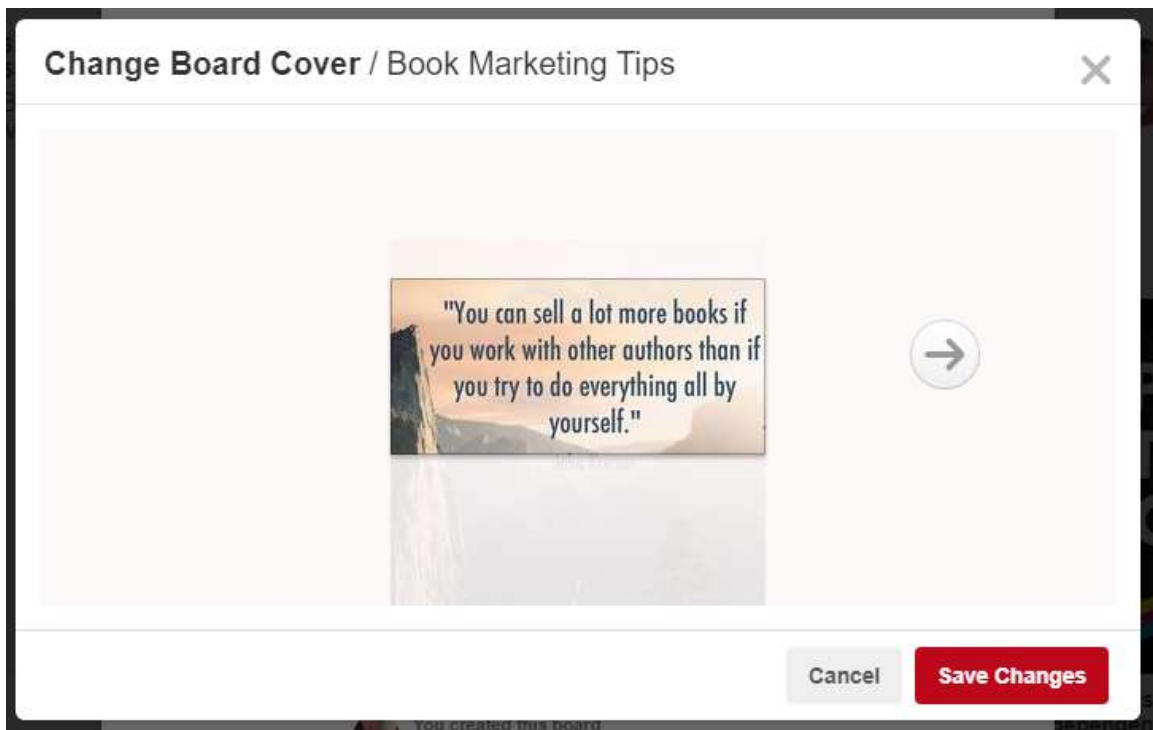 Change Board Cover / Book Marketing Tips
"You can sell a lot more books if
you work with other authors than if
you try to do everything all by
yourself."
Cancel
Save Changes
You created this board